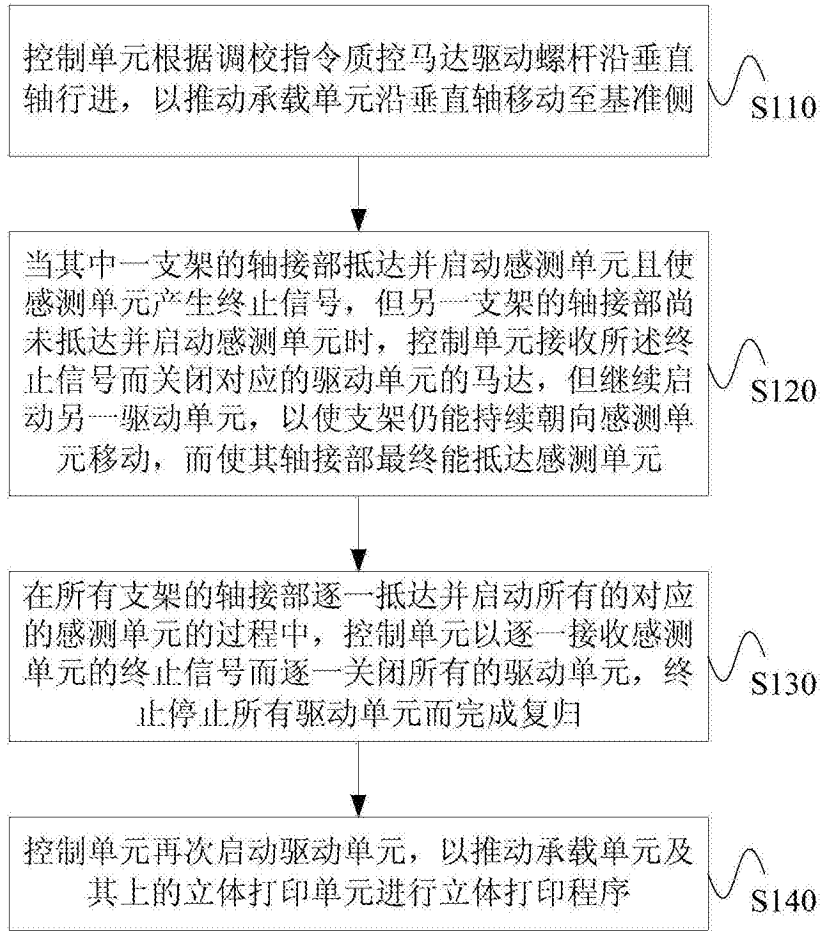 控制单元根据调校指令质控马达驱动螺杆沿垂直
轴行进，以推动承载单元沿垂直轴移动至基准侧
S110
当其中一支架的轴接部抵达并启动感测单元且使
感测单元产生终止信号，但另一支架的轴接部尚
未抵达并启动感测单元时，控制单元接收所述终
止信号而关闭对应的驱动单元的马达，但继续启
动另一驱动单元，以使支架仍能持续朝向感测单
元移动，而使其轴接部最终能抵达感测单元
S120
在所有支架的轴接部逐一抵达并启动所有的对应
的感测单元的过程中，控制单元以逐一接收感测
单元的终止信号而逐一关闭所有的驱动单元，终
止停止所有驱动单元而完成复归
S130
控制单元再次启动驱动单元，以推动承载单元及
其上的立体打印单元进行立体打印程序
S140